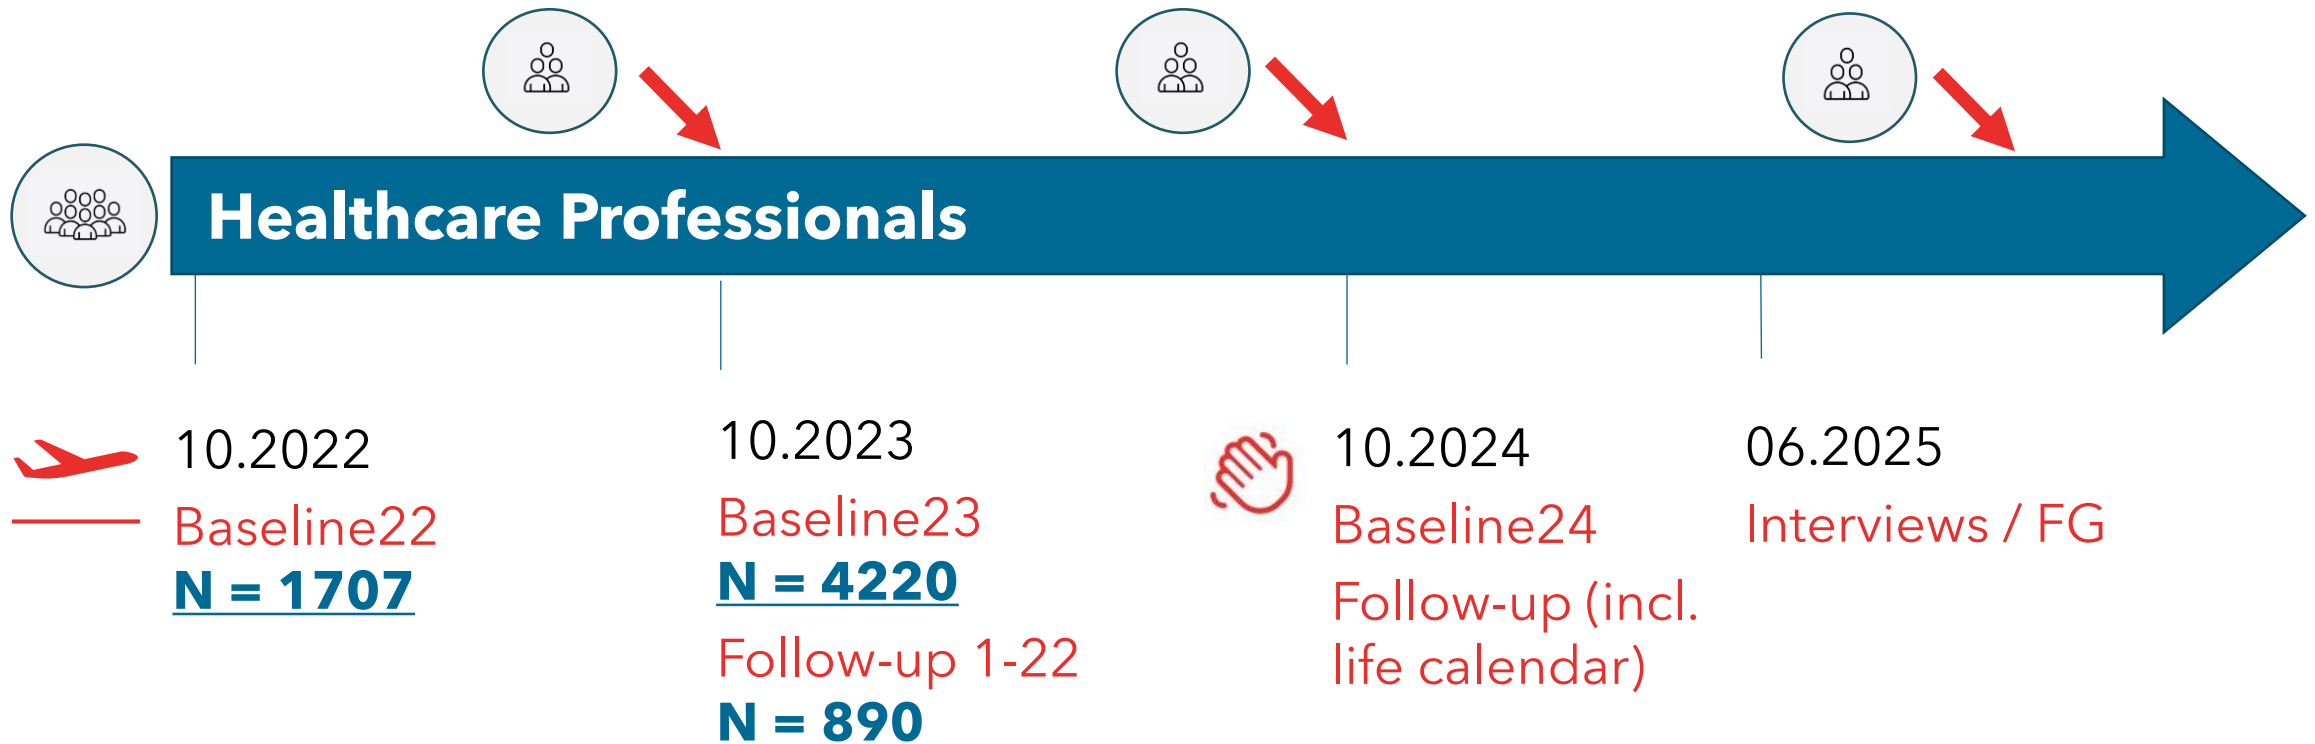 Healthcare Professionals
10.2022
Baseline22
N = 1707
10.2023
Baseline23
N = 4220
Follow-up 1-22
N = 890
10.2024
Baseline24
Follow-up (incl.
life calendar)
06.2025
Interviews / FG